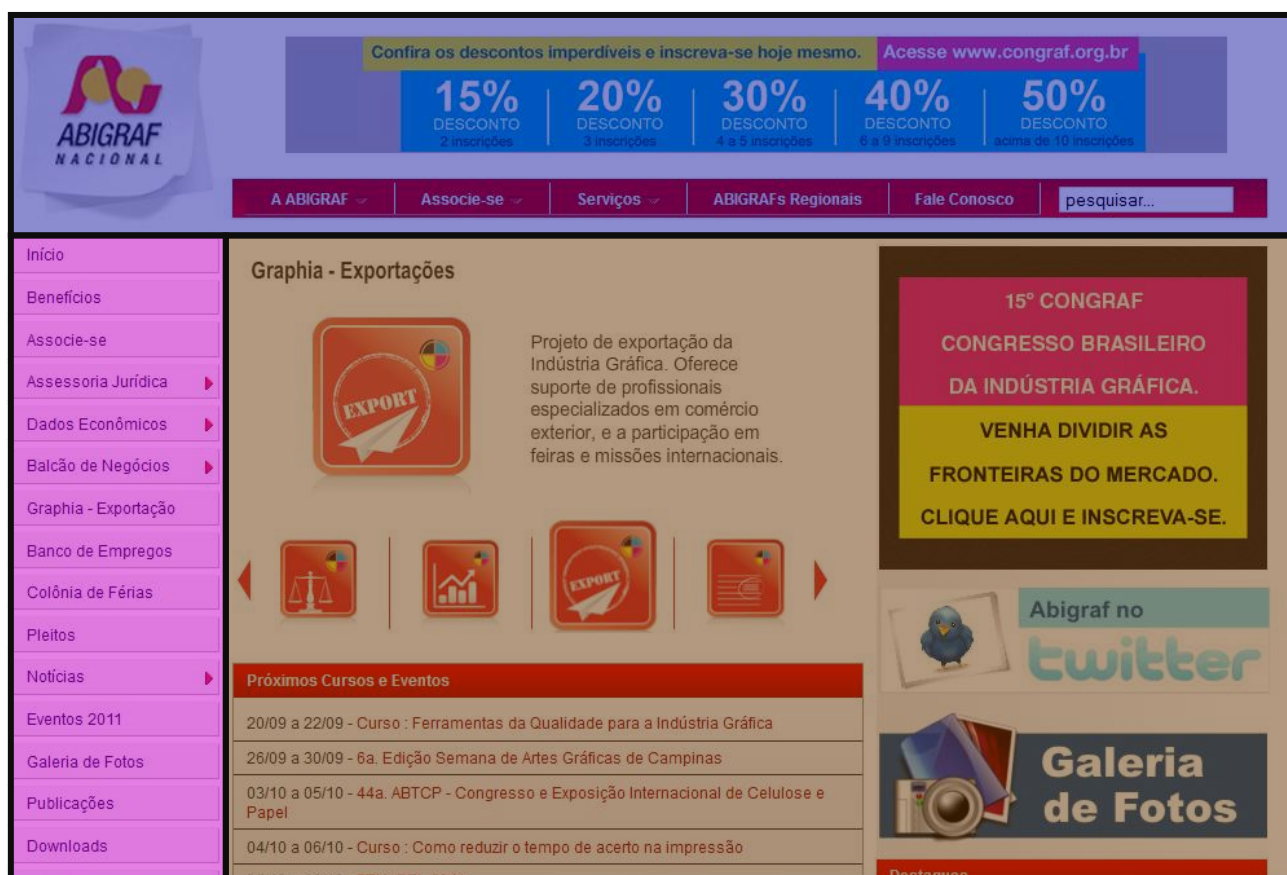 ABIGRAF
NACIONAL
Confira os descontos imperdíveis e inscreva-se hoje mesmo. Acesse www.congraf.org.br
15% 20% 30% 40% 50%
DESCONTO DESCONTO DESCONTO DESCONTO DESCONTO
2 inscrições 3 inscrições 4 a 5 inscrições 6 a 9 inscrições acima de 10 inscrições
A ABIGRAF Associe-se Serviços ABIGRAFs Regionais Fale Conosco pesquisar...
Início
Benefícios
Associe-se
Assessoria Jurídica
Dados Econômicos
Balcão de Negócios
Graphia - Exportação
Banco de Empregos
Colônia de Férias
Pleitos
Notícias
Eventos 2011
Galeria de Fotos
Publicações
Downloads
Graphia - Exportações
EXPORT
Projeto de exportação da
Indústria Gráfica. Oferece
suporte de profissionais
especializados em comércio
exterior, e a participação em
feiras e missões internacionais.
EXPORT
Próximos Cursos e Eventos
20/09 a 22/09 - Curso : Ferramentas da Qualidade para a Indústria Gráfica
26/09 a 30/09 - 6a. Edição Semana de Artes Gráficas de Campinas
03/10 a 05/10 - 44a. ABTCP - Congresso e Exposição Internacional de Celulose e
Papel
04/10 a 06/10 - Curso : Como reduzir o tempo de acerto na impressão
15º CONGRAF
CONGRESSO BRASILEIRO
DA INDÚSTRIA GRÁFICA.
VENHA DIVIDIR AS
FRONTEIRAS DO MERCADO.
CLIQUE AQUI E INSCREVA-SE.
Abigraf no
twitter
Galeria
de Fotos
Destaques